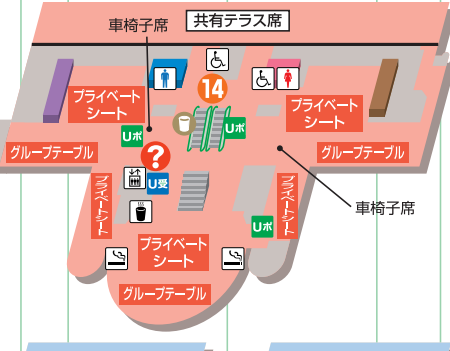 車椅子席
共有テラス席
14
プライベート
シート
プライベート
シート
Uポ
Uポ
グループテーブル
?
グループテーブル
U受
プライベートシート
プライベートシート
車椅子席
Uポ
プライベート
シート
グループテーブル